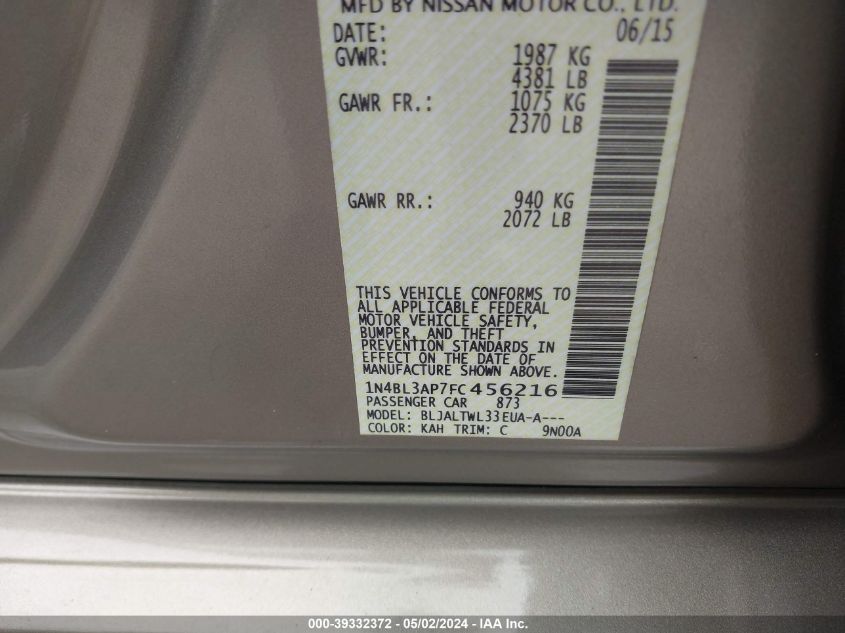 MFD BY NISSAN MOTOR CO., LTD.
DATE: 06/15
GVWR: 1987 KG
4381 LB
GAWR FR.: 1075 KG
2370 LB
GAWR RR.: 940 KG
2072 LB
THIS VEHICLE CONFORMS TO
ALL APPLICABLE FEDERAL
MOTOR VEHICLE SAFETY,
BUMPER, AND THEFT
PREVENTION STANDARDS IN
EFFECT ON THE DATE OF
MANUFACTURE SHOWN ABOVE.
1N4BL3AP7FC456216
PASSENGER CAR 873
MODEL: BLJALTWL33EUA-A---
COLOR: KAH TRIM: C 9N00A
000-39332372 - 05/02/2024 - IAA Inc.